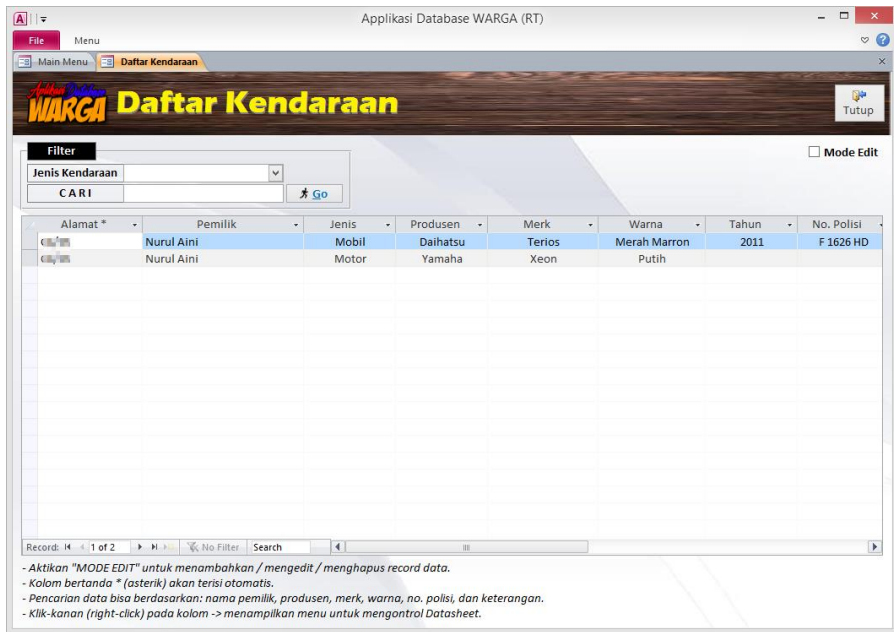 Applikasi Database WARGA (RT)
File Menu
Main Menu Daftar Kendaraan
Aplikasi Database
WARGA
Daftar Kendaraan
Tutup
Filter
Mode Edit
Jenis Kendaraan
CARI Go
Alamat * Pemilik Jenis Produsen Merk Warna Tahun No. Polisi
Nurul Aini Mobil Daihatsu Terios Merah Marron 2011 F 1626 HD
Nurul Aini Motor Yamaha Xeon Putih
Record: 1 of 2 No Filter Search
- Aktikan "MODE EDIT" untuk menambahkan / mengedit / menghapus record data.
- Kolom bertanda * (asterik) akan terisi otomatis.
- Pencarian data bisa berdasarkan: nama pemilik, produsen, merk, warna, no. polisi, dan keterangan.
- Klik-kanan (right-click) pada kolom -> menampilkan menu untuk mengontrol Datasheet.